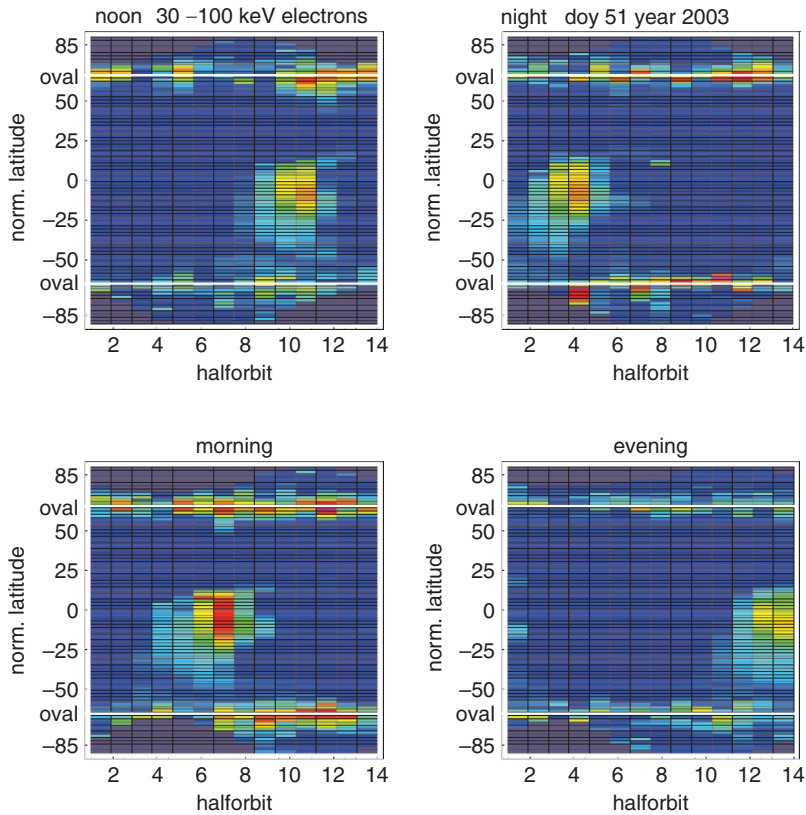 noon 30 –100 keV electrons
night doy 51 year 2003
85
oval
50
25
0
−25
−50
oval
−85
norm. latitude
2 4 6 8 10 12 14
halforbit
85
oval
50
25
0
−25
−50
oval
−85
norm .latitude
2 4 6 8 10 12 14
halforbit
morning
85
oval
50
25
0
−25
−50
oval
−85
norm. latitude
2 4 6 8 10 12 14
halforbit
evening
85
oval
50
25
0
−25
−50
oval
−85
norm. latitude
2 4 6 8 10 12 14
halforbit